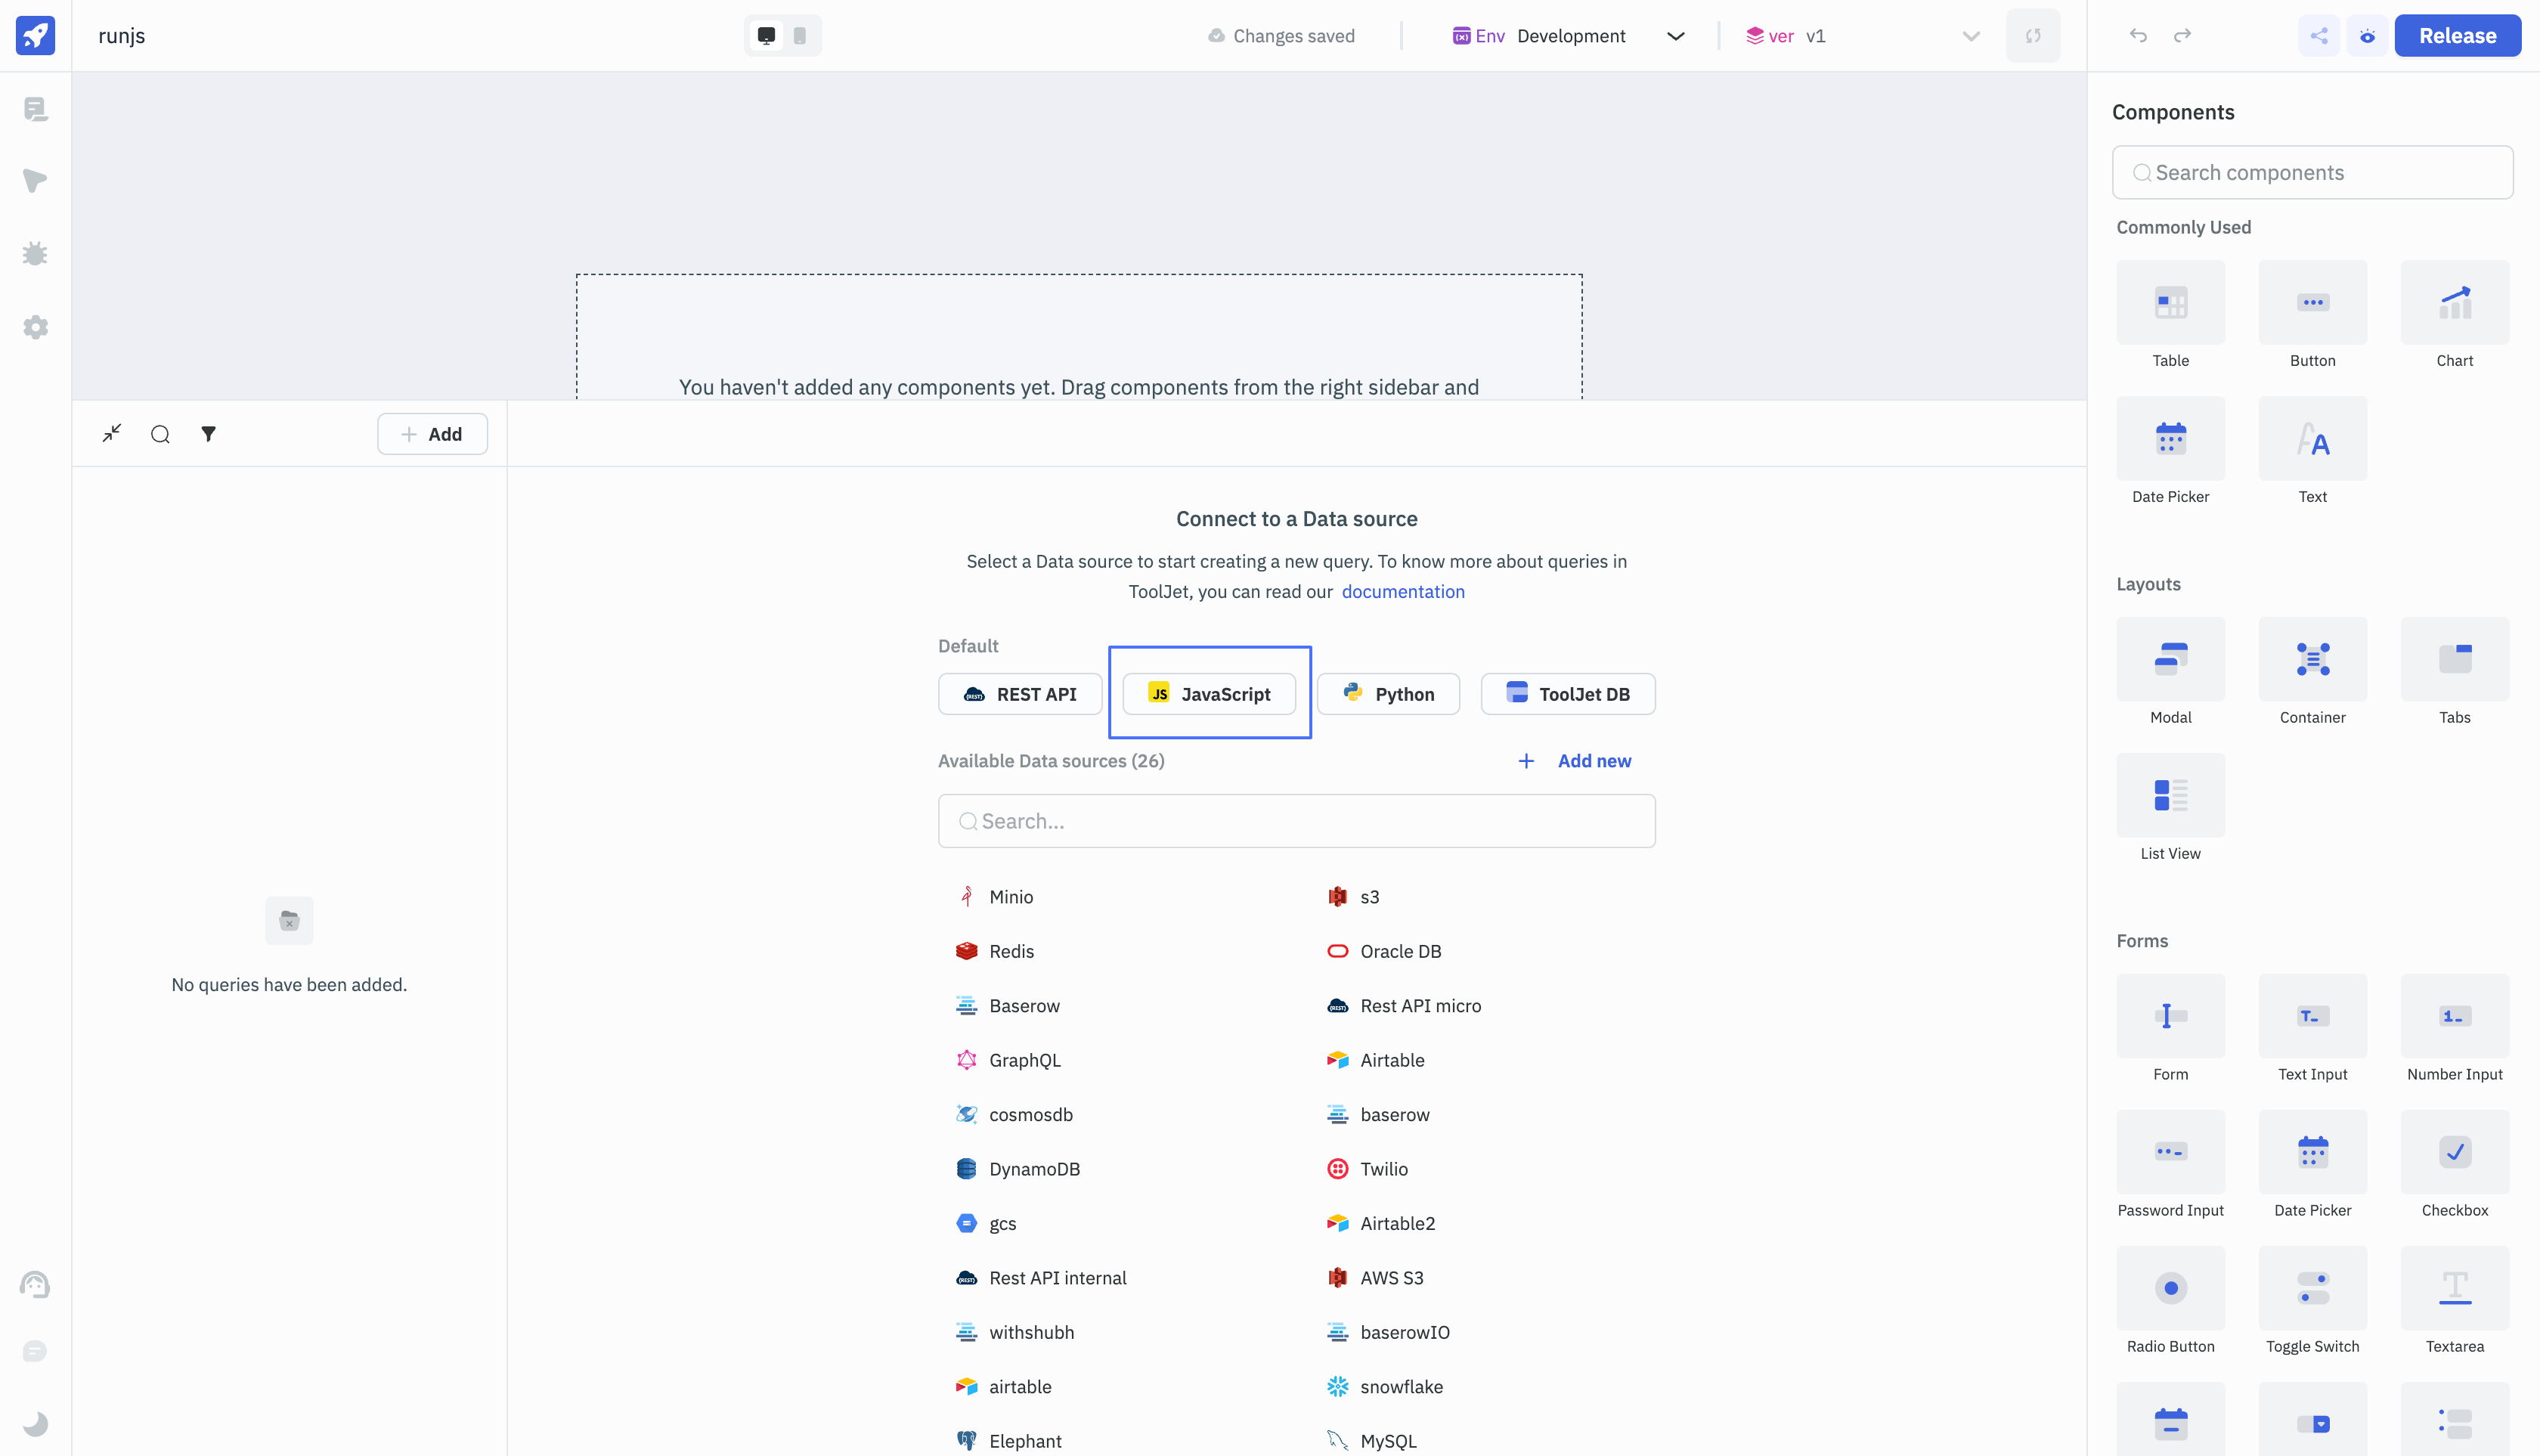 runjs
Changes saved
Env Development
ver v1
Release
Components
Search components
Commonly Used
Table
Button
Chart
Date Picker
Text
Layouts
Modal
Container
Tabs
List View
Forms
Form
Text Input
Number Input
Password Input
Date Picker
Checkbox
Radio Button
Toggle Switch
Textarea
You haven't added any components yet. Drag components from the right sidebar and
Add
No queries have been added.
Connect to a Data source
Select a Data source to start creating a new query. To know more about queries in
ToolJet, you can read our documentation
Default
REST API
JS JavaScript
Python
ToolJet DB
Available Data sources (26)
+ Add new
Search...
Minio
s3
Redis
Oracle DB
Baserow
Rest API micro
GraphQL
Airtable
cosmosdb
baserow
DynamoDB
Twilio
gcs
Airtable2
Rest API internal
AWS S3
withshubh
baserowIO
airtable
snowflake
Elephant
MySQL